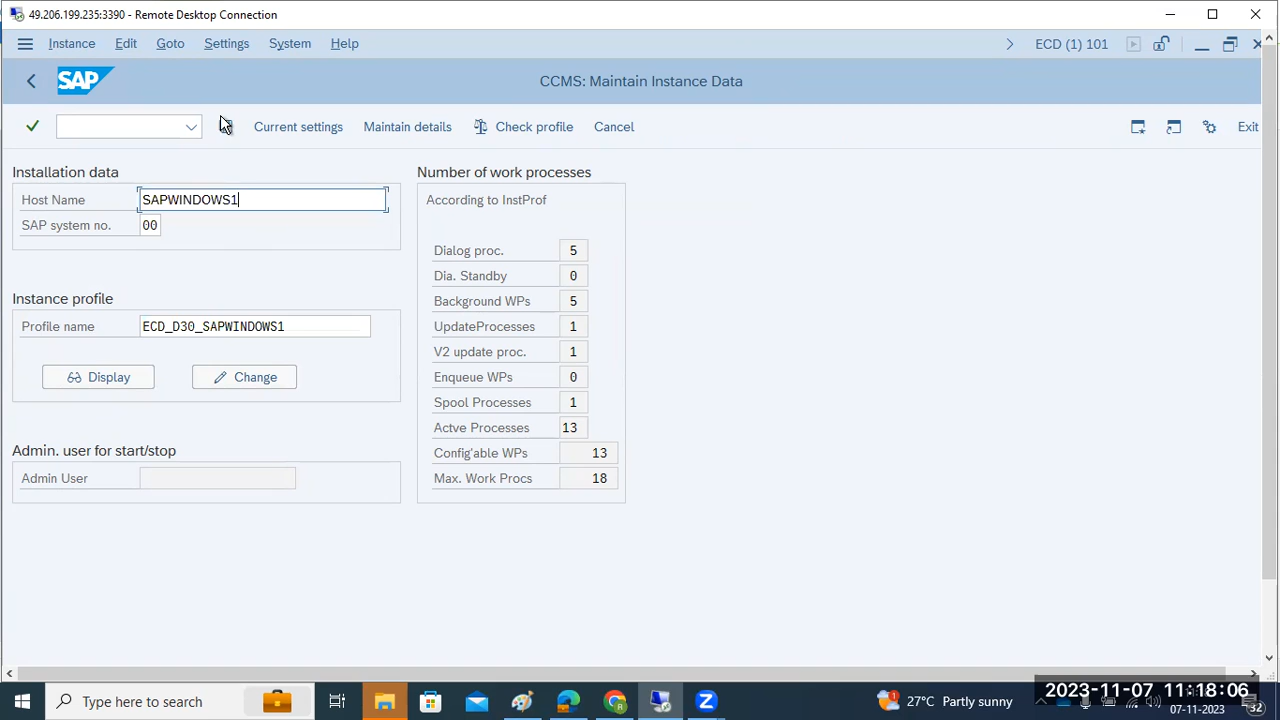 49.206.199.235:3390 - Remote Desktop Connection
Instance Edit Goto Settings System Help ECD (1) 101
SAP CCMS: Maintain Instance Data
Current settings Maintain details Check profile Cancel Exit
Installation data
Host Name SAPWINDOWS1
SAP system no. 00
Instance profile
Profile name ECD_D30_SAPWINDOWS1
Display Change
Admin. user for start/stop
Admin User
Number of work processes
According to InstProf
Dialog proc. 5
Dia. Standby 0
Background WPs 5
UpdateProcesses 1
V2 update proc. 1
Enqueue WPs 0
Spool Processes 1
Actve Processes 13
Config'able WPs 13
Max. Work Procs 18
Type here to search
27°C Partly sunny
2023-11-07 11:18:06
07-11-2023
32